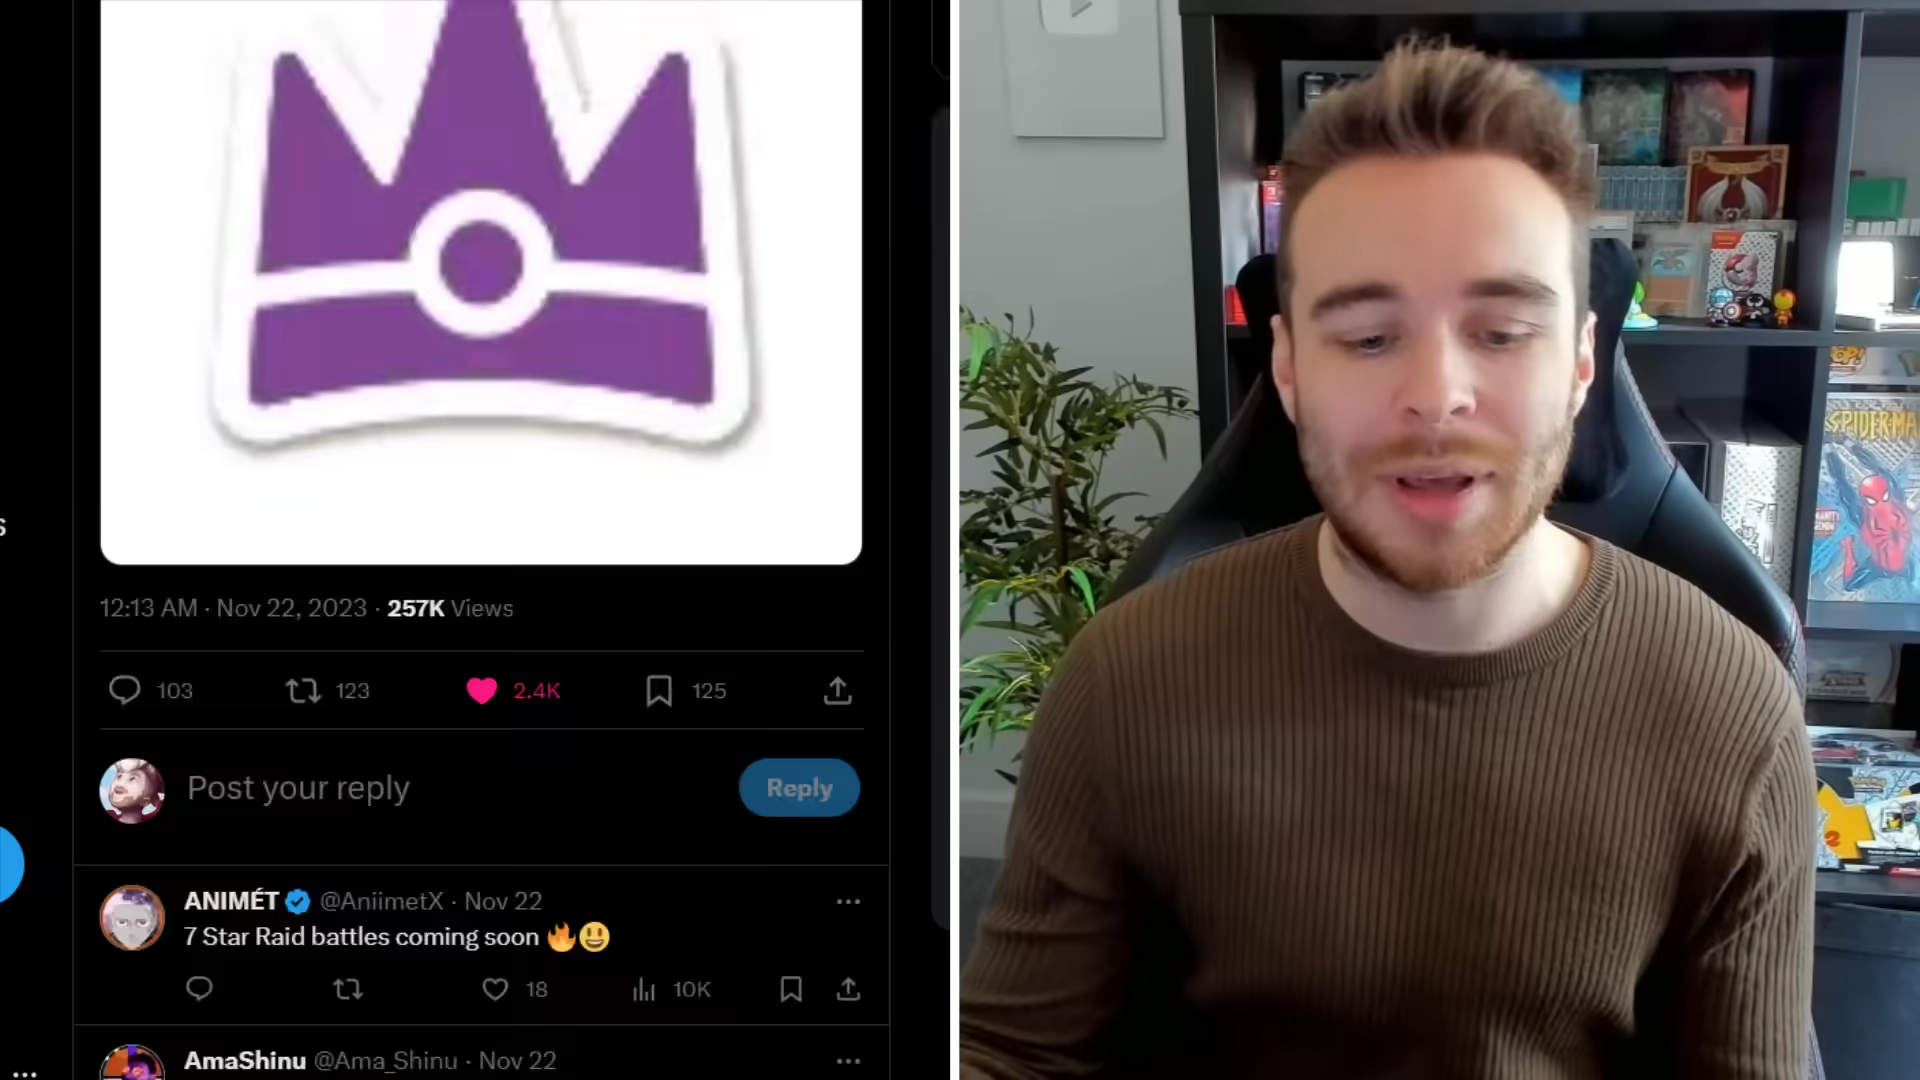 12:13 AM · Nov 22, 2023 · 257K Views
103 123 2.4K 125
Post your reply
Reply
ANIMÉT @AniimetX · Nov 22 ...
7 Star Raid battles coming soon 🔥😃
18 10K
AmaShinu @Ama_Shinu · Nov 22 ...
...
POP!
SPIDER-MA